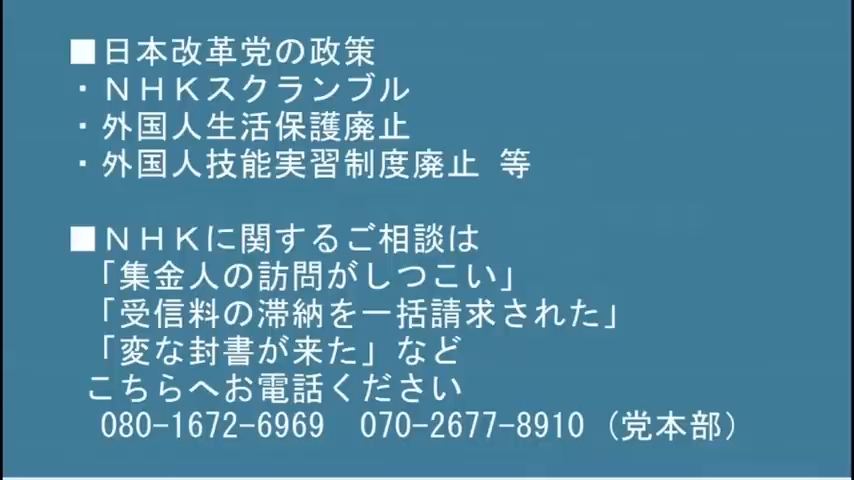 ■日本改革党の政策
・ＮＨＫスクランブル
・外国人生活保護廃止
・外国人技能実習制度廃止 等
■ＮＨＫに関するご相談は
「集金人の訪問がしつこい」
「受信料の滞納を一括請求された」
「変な封書が来た」など
こちらへお電話ください
080-1672-6969 070-2677-8910（党本部）